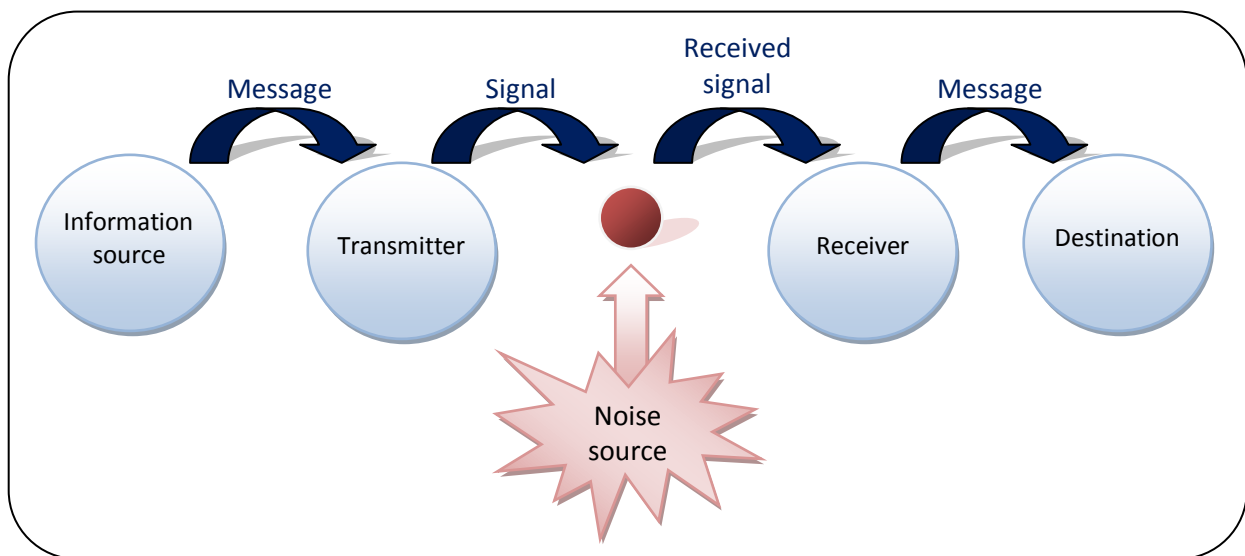 Message
Signal
Received
signal
Message
Information
source
Transmitter
Receiver
Destination
Noise
source